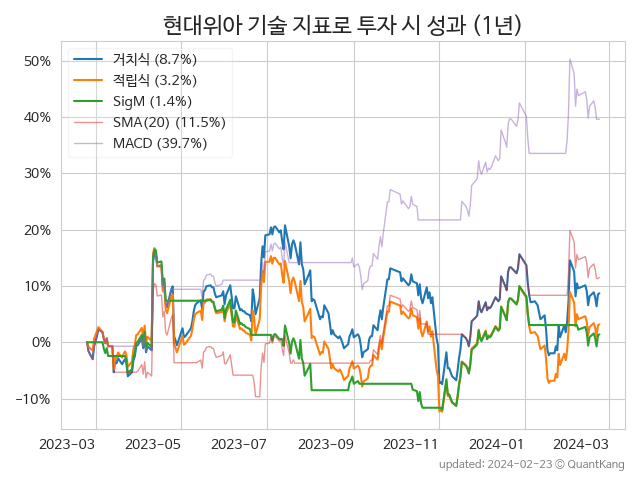 현대위아 기술 지표로 투자 시 성과 (1년)
거치식 (8.7%)
적립식 (3.2%)
SigM (1.4%)
SMA(20) (11.5%)
MACD (39.7%)
50%
40%
30%
20%
10%
0%
−10%
2023-03 2023-05 2023-07 2023-09 2023-11 2024-01 2024-03
updated: 2024-02-23 ⓒ QuantKang